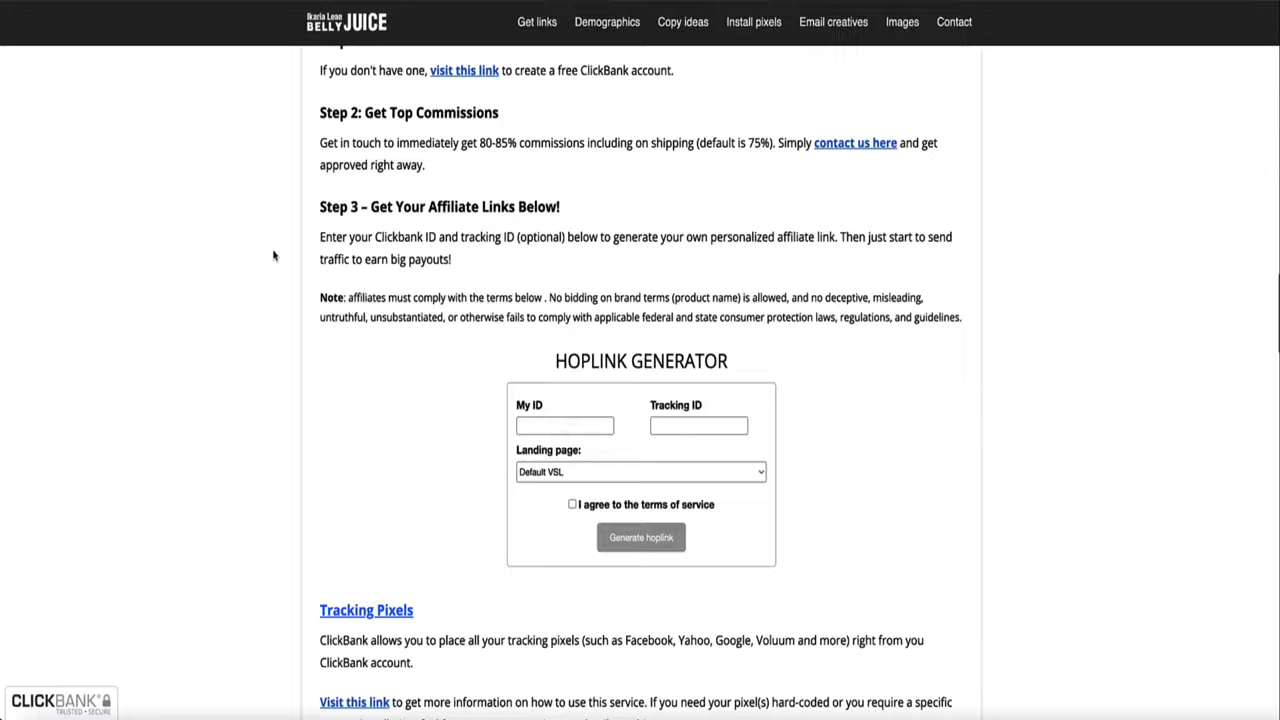 Ikaria Lean
BELLY JUICE
Get links
Demographics
Copy ideas
Install pixels
Email creatives
Images
Contact
If you don't have one, visit this link to create a free ClickBank account.
Step 2: Get Top Commissions
Get in touch to immediately get 80-85% commissions including on shipping (default is 75%). Simply contact us here and get
approved right away.
Step 3 – Get Your Affiliate Links Below!
Enter your Clickbank ID and tracking ID (optional) below to generate your own personalized affiliate link. Then just start to send
traffic to earn big payouts!
Note: affiliates must comply with the terms below . No bidding on brand terms (product name) is allowed, and no deceptive, misleading,
untruthful, unsubstantiated, or otherwise fails to comply with applicable federal and state consumer protection laws, regulations, and guidelines.
HOPLINK GENERATOR
My ID
Tracking ID
Landing page:
Default VSL
I agree to the terms of service
Generate hoplink
Tracking Pixels
ClickBank allows you to place all your tracking pixels (such as Facebook, Yahoo, Google, Voluum and more) right from you
ClickBank account.
Visit this link to get more information on how to use this service. If you need your pixel(s) hard-coded or you require a specific
CLICKBANK®
TRUSTED • SECURE